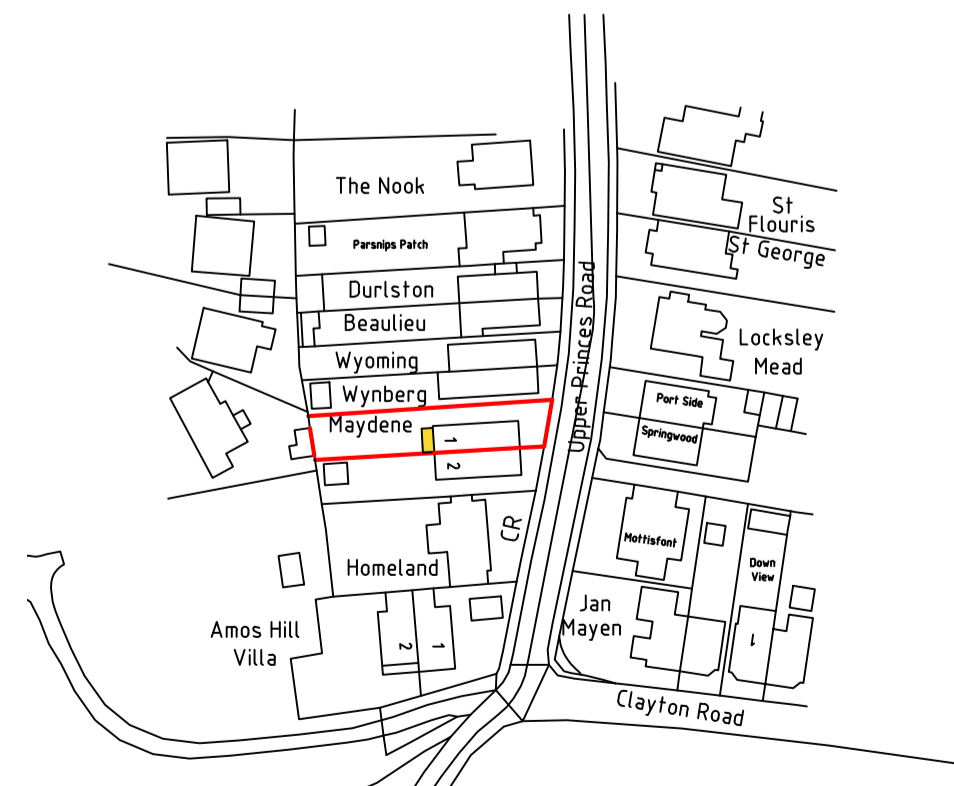 The Nook
Parsnips Patch
Durlston
Beaulieu
Wyoming
Wynberg
Maydene
1
2
CR
Homeland
Amos Hill
Villa
2
1
Upper Princes Road
St
Flouris
St George
Locksley
Mead
Port Side
Springwood
Mottisfont
Down
View
Jan
Mayen
1
Clayton Road